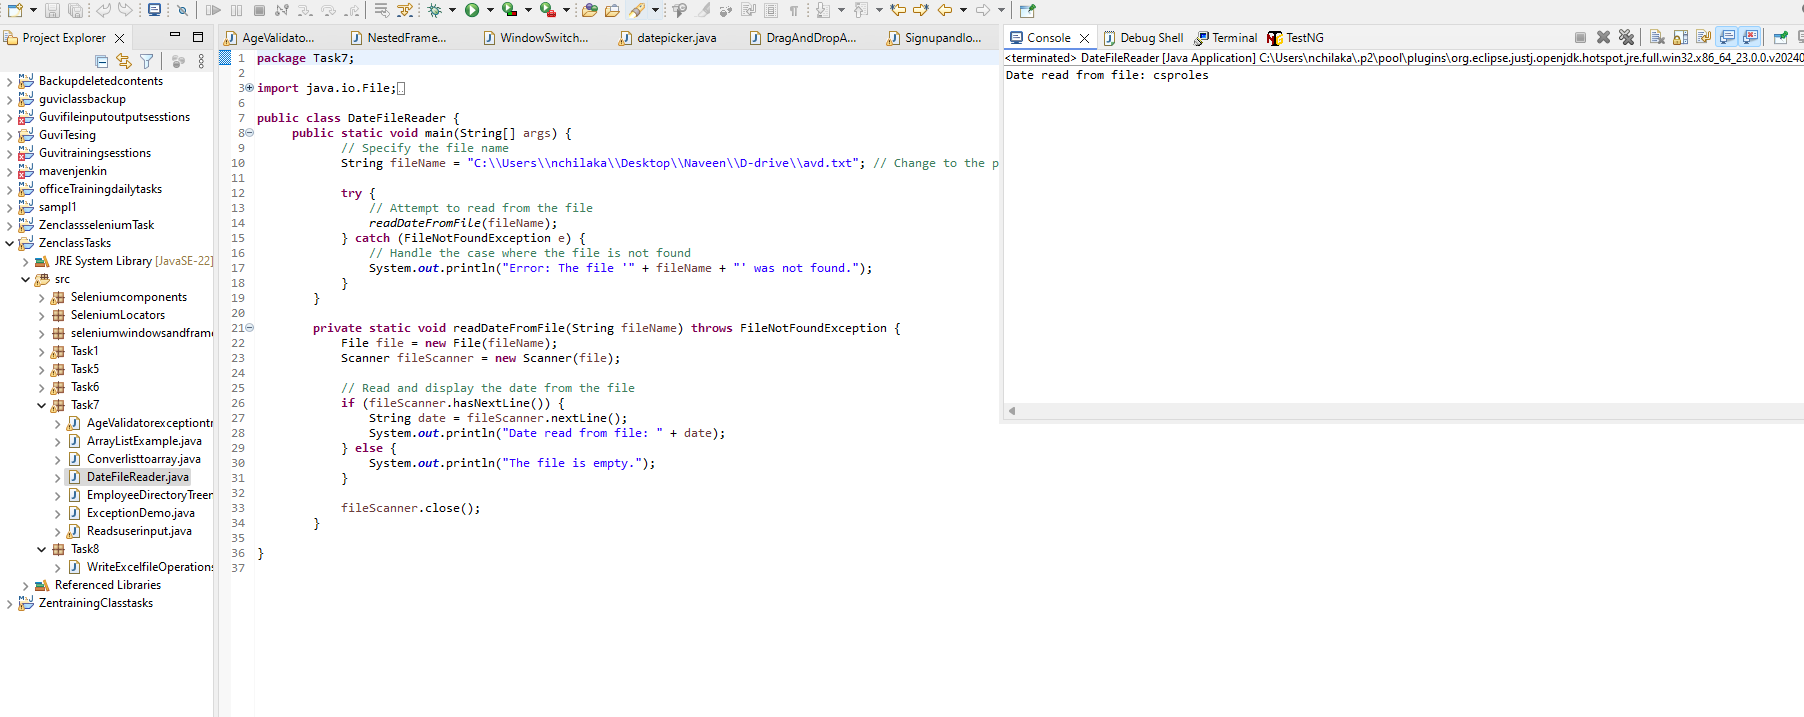 Project Explorer
Backupdeletedcontents
guviclassbackup
Guvifileinputoutputsesstions
GuviTesing
Guvitrainingsesstions
mavenjenkin
officeTrainingdailytasks
sampl1
ZenclassseleniumTask
ZenclassTasks
JRE System Library [JavaSE-22]
src
Seleniumcomponents
SeleniumLocators
seleniumwindowsandframe
Task1
Task5
Task6
Task7
AgeValidatorexceptiontr
ArrayListExample.java
Converlisttoarray.java
DateFileReader.java
EmployeeDirectoryTreem
ExceptionDemo.java
Readsuserinput.java
Task8
WriteExcelfileOperations
Referenced Libraries
ZentrainingClasstasks
AgeValidato... NestedFrame... WindowSwitch... datepicker.java DragAndDropA... Signupandlo...
1 package Task7;
2
3 import java.io.File;
6
7 public class DateFileReader {
8 public static void main(String[] args) {
9 // Specify the file name
10 String fileName = "C:\\Users\\nchilaka\\Desktop\\Naveen\\D-drive\\avd.txt"; // Change to the p
11
12 try {
13 // Attempt to read from the file
14 readDateFromFile(fileName);
15 } catch (FileNotFoundException e) {
16 // Handle the case where the file is not found
17 System.out.println("Error: The file '" + fileName + "' was not found.");
18 }
19 }
20
21 private static void readDateFromFile(String fileName) throws FileNotFoundException {
22 File file = new File(fileName);
23 Scanner fileScanner = new Scanner(file);
24
25 // Read and display the date from the file
26 if (fileScanner.hasNextLine()) {
27 String date = fileScanner.nextLine();
28 System.out.println("Date read from file: " + date);
29 } else {
30 System.out.println("The file is empty.");
31 }
32
33 fileScanner.close();
34 }
35
36 }
37
Console Debug Shell Terminal TestNG
<terminated> DateFileReader [Java Application] C:\Users\nchilaka\.p2\pool\plugins\org.eclipse.justj.openjdk.hotspot.jre.full.win32.x86_64_23.0.0.v20240
Date read from file: csproles